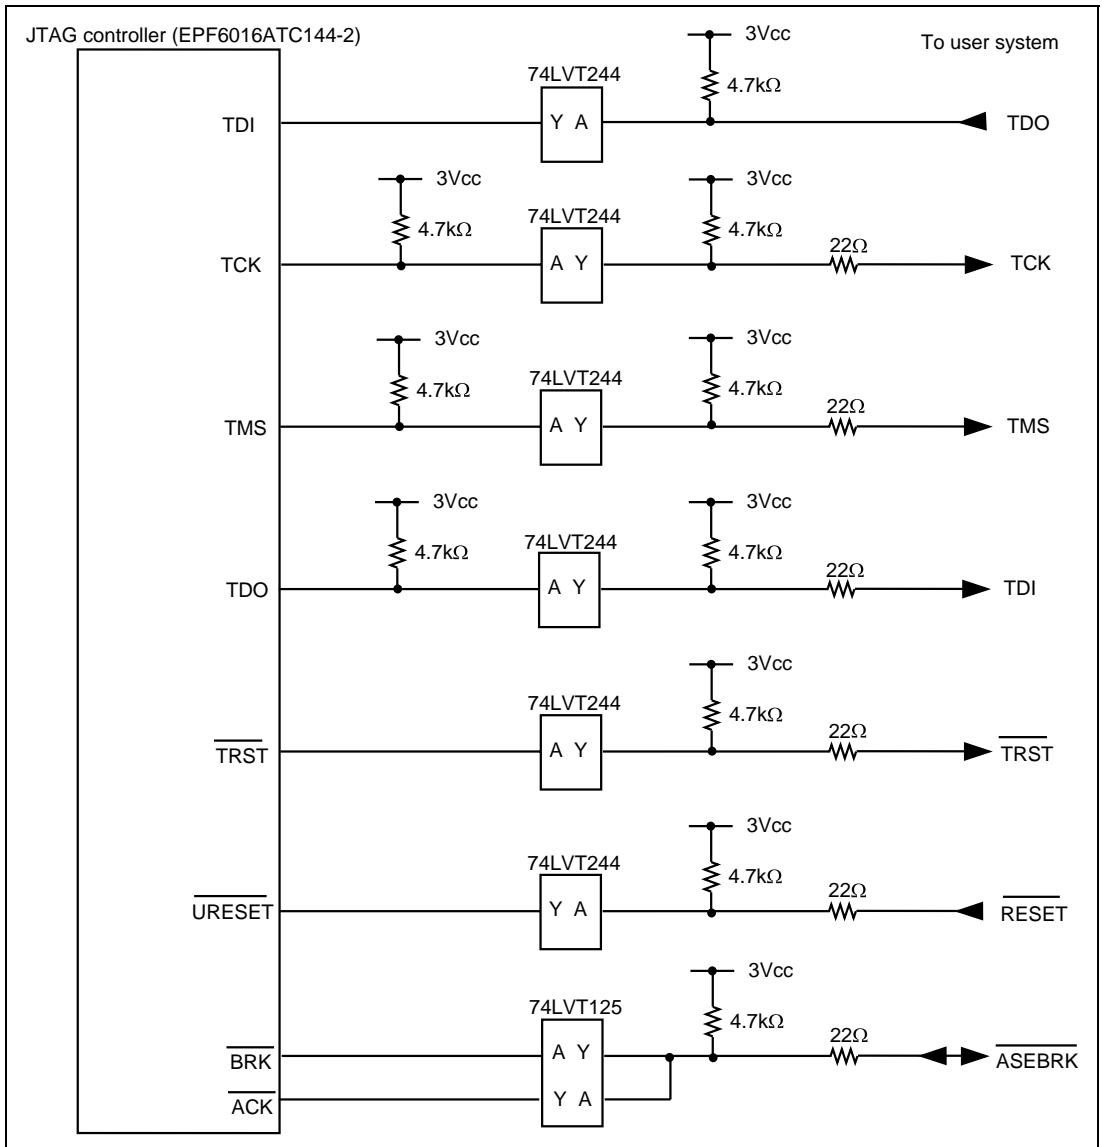 JTAG controller (EPF6016ATC144-2)
3Vcc
To user system
74LVT244
4.7kΩ
TDI
Y A
TDO
3Vcc
3Vcc
74LVT244
4.7kΩ
4.7kΩ
22Ω
TCK
A Y
TCK
3Vcc
3Vcc
74LVT244
4.7kΩ
4.7kΩ
22Ω
TMS
A Y
TMS
3Vcc
3Vcc
74LVT244
4.7kΩ
4.7kΩ
22Ω
TDO
A Y
TDI
3Vcc
74LVT244
4.7kΩ
22Ω
TRST
A Y
TRST
3Vcc
74LVT244
4.7kΩ
22Ω
URESET
Y A
RESET
3Vcc
74LVT125
4.7kΩ
22Ω
BRK
A Y
ASEBRK
ACK
Y A